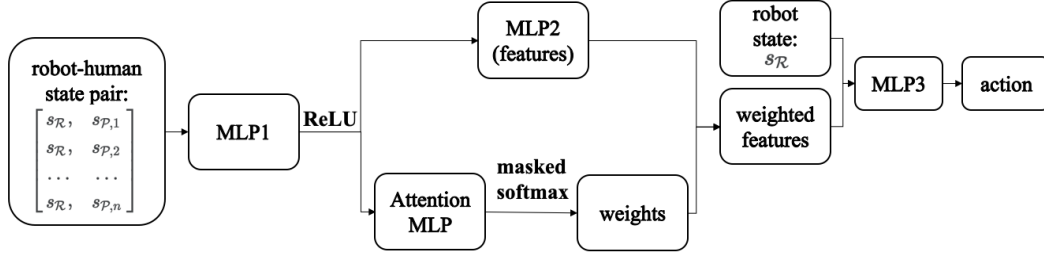 robot-human
state pair:
[ s_R, s_P,1
s_R, s_P,2
... ...
s_R, s_P,n ]
MLP1
ReLU
MLP2
(features)
Attention
MLP
masked
softmax
weights
robot
state:
s_R
weighted
features
MLP3
action